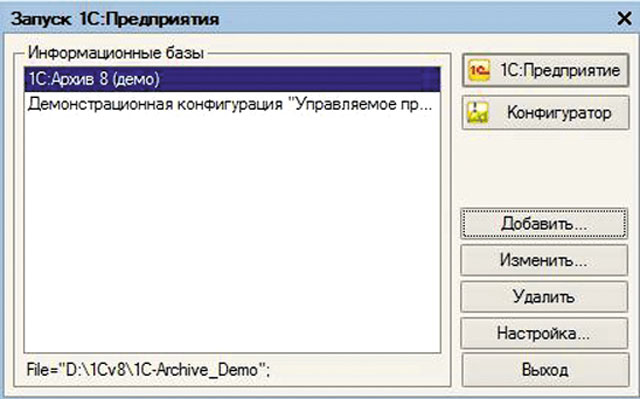 Запуск 1С:Предприятия
Информационные базы
1С:Архив 8 (демо)
Демонстрационная конфигурация "Управляемое пр...
File="D:\1Cv8\1C-Archive_Demo";
1С:Предприятие
Конфигуратор
Добавить...
Изменить...
Удалить
Настройка...
Выход